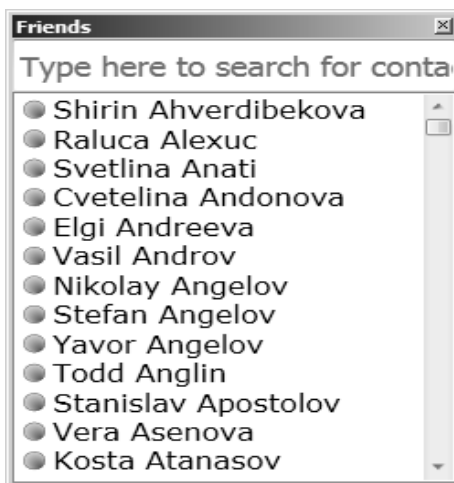 Friends
Type here to search for conta
Shirin Ahverdibekova
Raluca Alexuc
Svetlina Anati
Cvetelina Andonova
Elgi Andreeva
Vasil Androv
Nikolay Angelov
Stefan Angelov
Yavor Angelov
Todd Anglin
Stanislav Apostolov
Vera Asenova
Kosta Atanasov